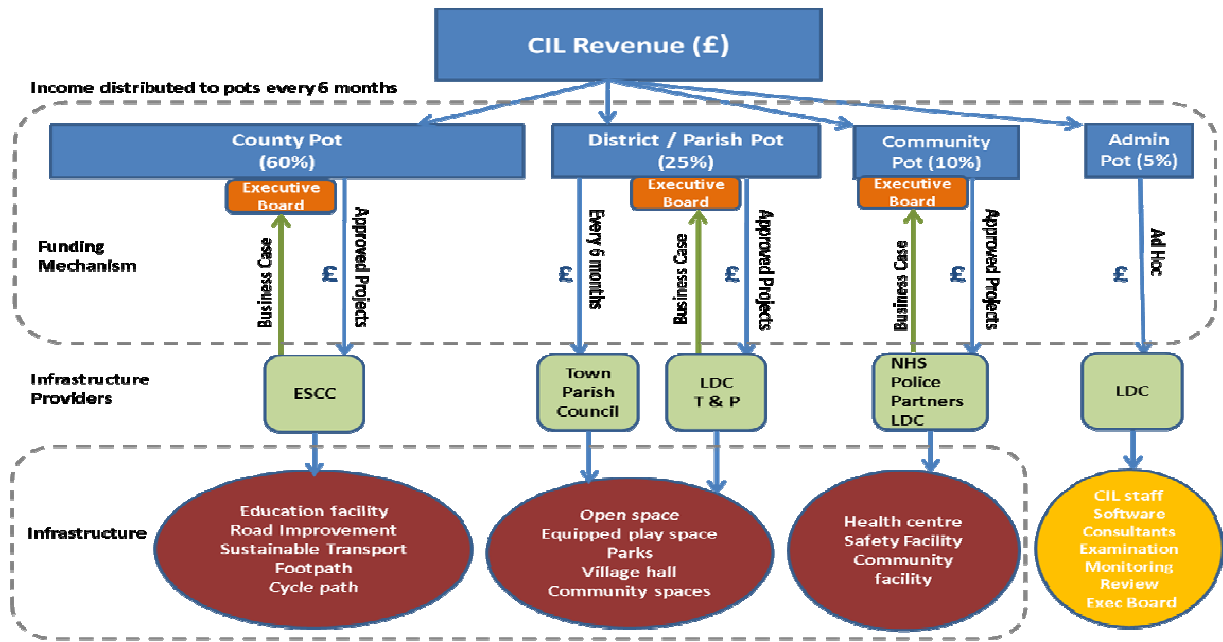 CIL Revenue (£)
Income distributed to pots every 6 months
County Pot
(60%)
District / Parish Pot
(25%)
Community
Pot (10%)
Admin
Pot (5%)
Executive
Board
Executive
Board
Executive
Board
Funding
Mechanism
Business Case
£
Approved Projects
£
Every 6 months
Business Case
£
Approved Projects
Business Case
£
Approved Projects
£
Ad Hoc
Infrastructure
Providers
ESCC
Town
Parish
Council
LDC
T & P
NHS
Police
Partners
LDC
LDC
Infrastructure
Education facility
Road Improvement
Sustainable Transport
Footpath
Cycle path
Open space
Equipped play space
Parks
Village hall
Community spaces
Health centre
Safety Facility
Community
facility
CIL staff
Software
Consultants
Examination
Monitoring
Review
Exec Board